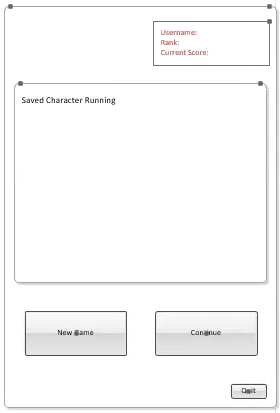 Username:
Rank:
Current Score:
Saved Character Running
New Game
Continue
Quit